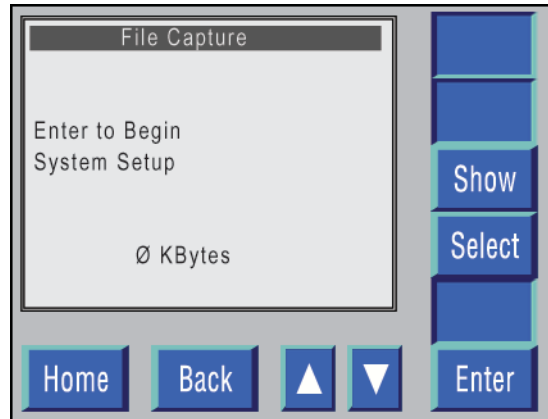 File Capture
Enter to Begin
System Setup
Ø KBytes
Show
Select
Home
Back
Enter